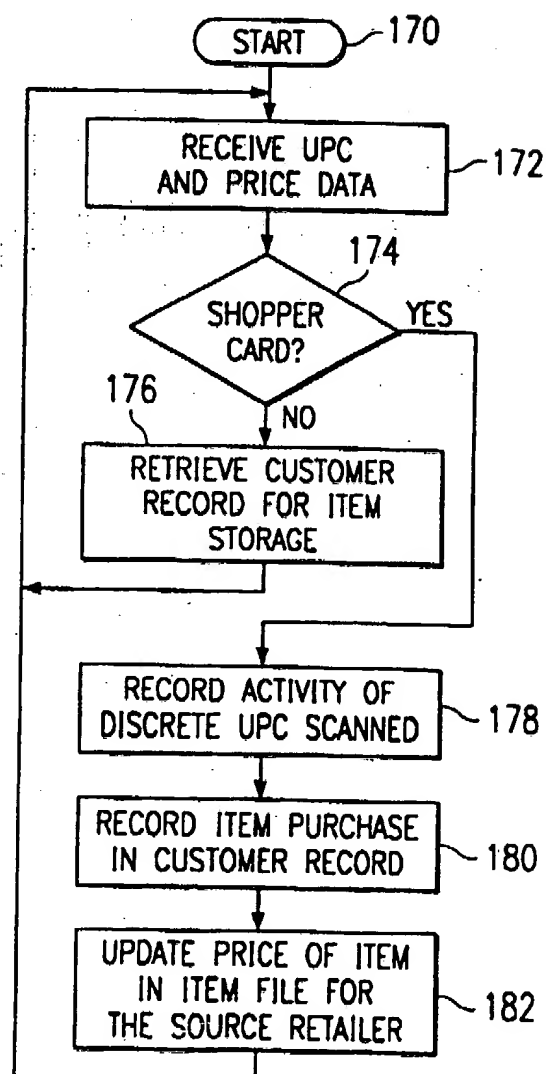 START
170
RECEIVE UPC
AND PRICE DATA
172
174
SHOPPER
CARD?
YES
176
NO
RETRIEVE CUSTOMER
RECORD FOR ITEM
STORAGE
RECORD ACTIVITY OF
DISCRETE UPC SCANNED
178
RECORD ITEM PURCHASE
IN CUSTOMER RECORD
180
UPDATE PRICE OF ITEM
IN ITEM FILE FOR
THE SOURCE RETAILER
182